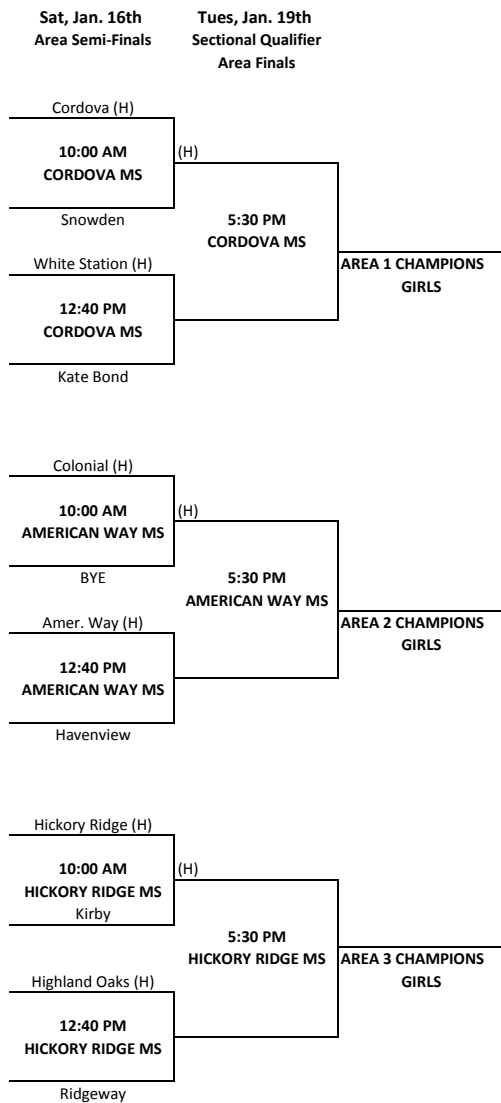 Sat, Jan. 16th
Area Semi-Finals
Tues, Jan. 19th
Sectional Qualifier
Area Finals
Cordova (H)
10:00 AM
CORDOVA MS
(H)
Snowden
5:30 PM
CORDOVA MS
White Station (H)
AREA 1 CHAMPIONS
GIRLS
12:40 PM
CORDOVA MS
Kate Bond
Colonial (H)
10:00 AM
AMERICAN WAY MS
(H)
BYE
5:30 PM
AMERICAN WAY MS
Amer. Way (H)
AREA 2 CHAMPIONS
GIRLS
12:40 PM
AMERICAN WAY MS
Havenview
Hickory Ridge (H)
10:00 AM
HICKORY RIDGE MS
(H)
Kirby
5:30 PM
HICKORY RIDGE MS
AREA 3 CHAMPIONS
GIRLS
Highland Oaks (H)
12:40 PM
HICKORY RIDGE MS
Ridgeway